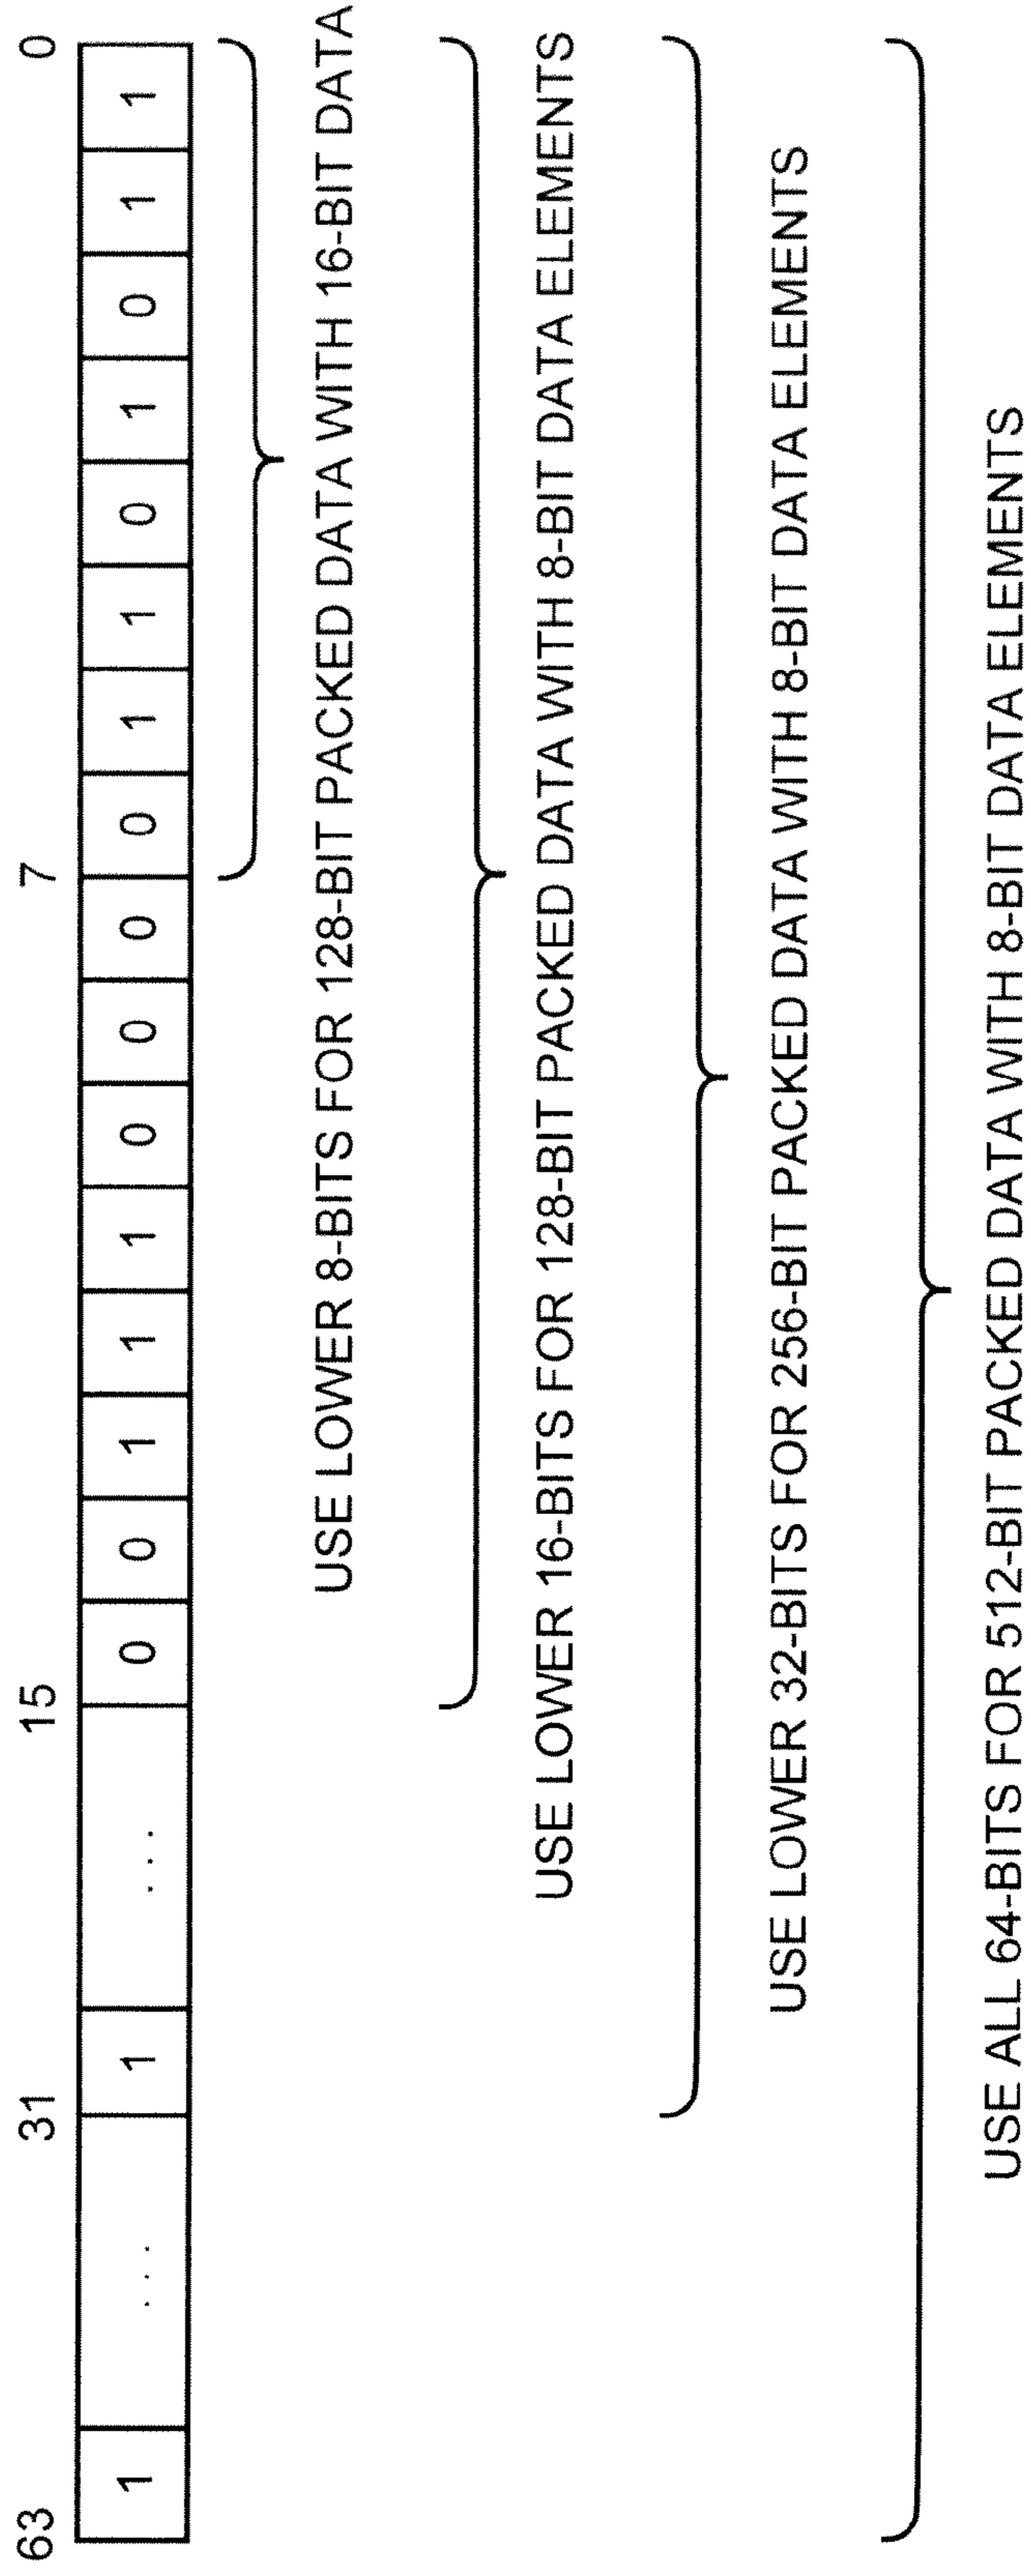 63 31 15 7 0
1 ... 1 ... 0 0 1 1 1 0 0 0 0 1 1 0 1 0 1 1
USE LOWER 8-BITS FOR 128-BIT PACKED DATA WITH 16-BIT DATA
USE LOWER 16-BITS FOR 128-BIT PACKED DATA WITH 8-BIT DATA ELEMENTS
USE LOWER 32-BITS FOR 256-BIT PACKED DATA WITH 8-BIT DATA ELEMENTS
USE ALL 64-BITS FOR 512-BIT PACKED DATA WITH 8-BIT DATA ELEMENTS